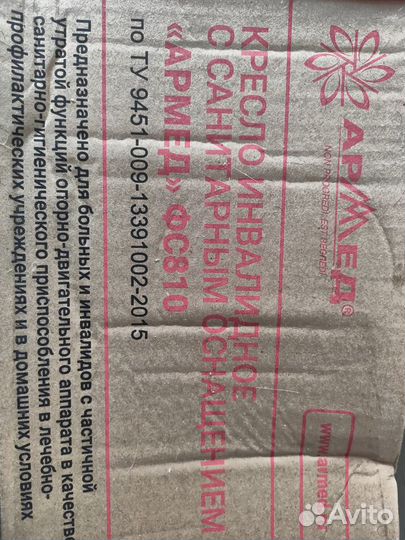 АРМЕД®
NON PROGREDI EST REGREDI
КРЕСЛО ИНВАЛИДНОЕ
С САНИТАРНЫМ ОСНАЩЕНИЕМ
«АРМЕД» ФС810
по ТУ 9451-009-13391002-2015
Предназначено для больных и инвалидов с частичной
утратой функций опорно-двигательного аппарата в качестве
санитарно-гигиенического приспособления в лечебно-
профилактических учреждениях и в домашних условиях
www.armed.
Avito